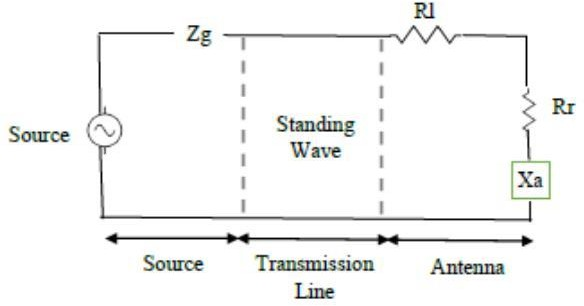 Rl
Zg
Source
Standing
Wave
Rr
Xa
Source
Transmission
Line
Antenna